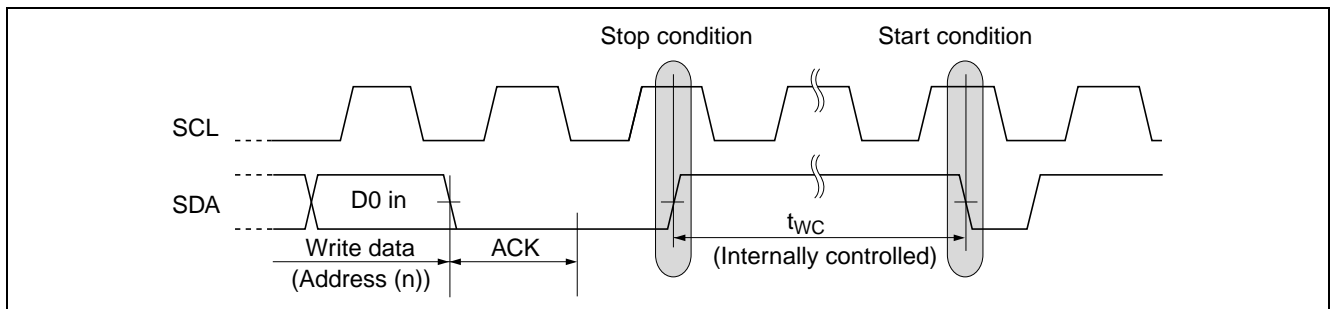 Stop condition
Start condition
SCL
SDA
D0 in
Write data
(Address (n))
ACK
tWC
(Internally controlled)